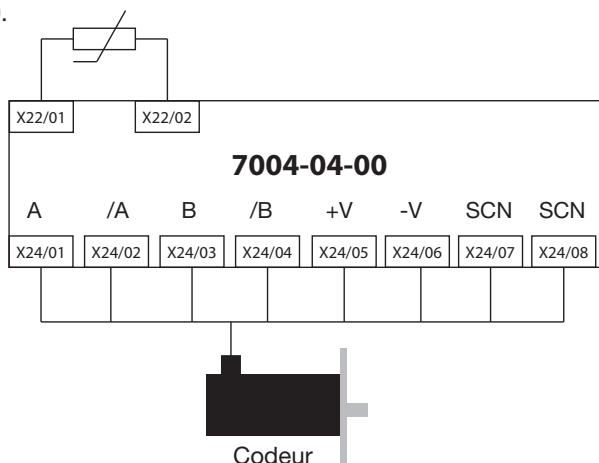 .
X22/01 X22/02
7004-04-00
A /A B /B +V -V SCN SCN
X24/01 X24/02 X24/03 X24/04 X24/05 X24/06 X24/07 X24/08
Codeur